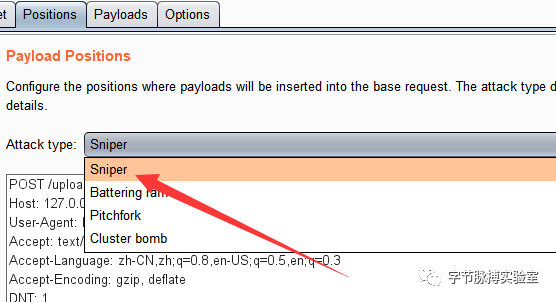 et Positions Payloads Options
Payload Positions
Configure the positions where payloads will be inserted into the base request. The attack type d
details.
Attack type: Sniper
Sniper
Battering ram
Pitchfork
Cluster bomb
POST /uploa
Host: 127.0.0
User-Agent:
Accept: text/
Accept-Language: zh-CN,zh;q=0.8,en-US;q=0.5,en;q=0.3
Accept-Encoding: gzip, deflate
DNT: 1
字节脉搏实验室